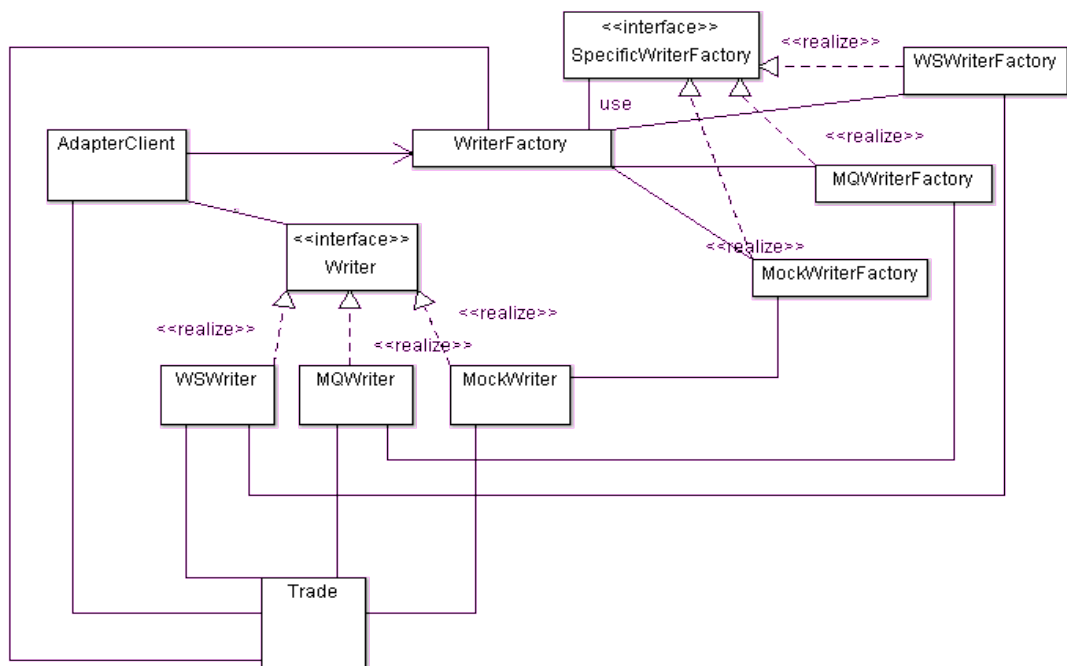 <<interface>>
SpecificWriterFactory
<<realize>>
WSWriterFactory
use
AdapterClient
WriterFactory
<<realize>>
MQWriterFactory
<<interface>>
Writer
<<realize>>
MockWriterFactory
<<realize>>
<<realize>>
<<realize>>
WSWriter
MQWriter
MockWriter
Trade